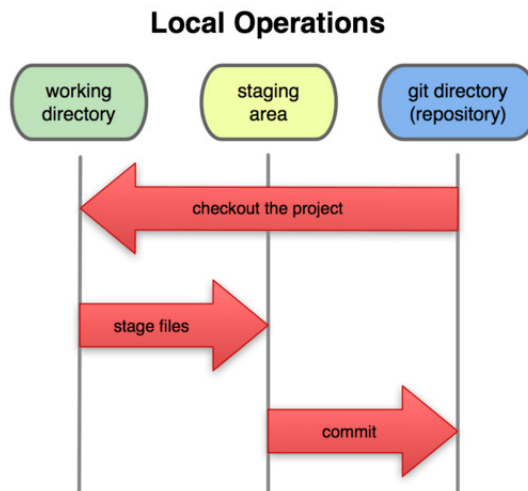 Local Operations
working
directory
staging
area
git directory
(repository)
checkout the project
stage files
commit